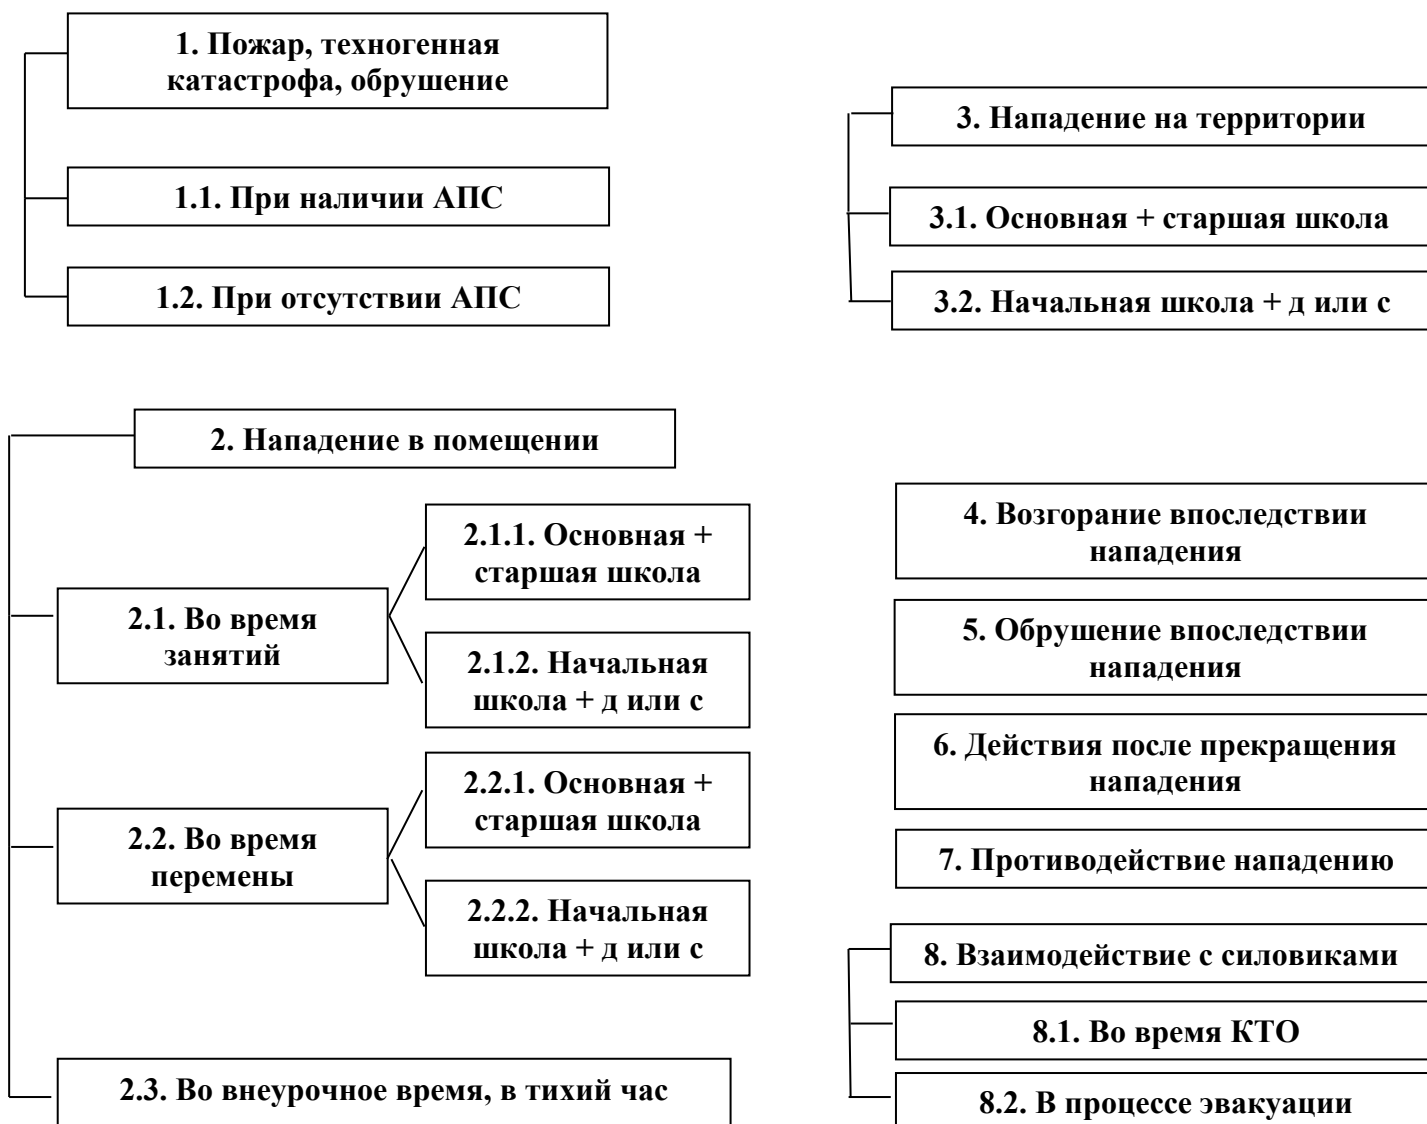 1. Пожар, техногенная
катастрофа, обрушение
1.1. При наличии АПС
1.2. При отсутствии АПС
3. Нападение на территории
3.1. Основная + старшая школа
3.2. Начальная школа + д или с
2. Нападение в помещении
2.1. Во время
занятий
2.1.1. Основная +
старшая школа
2.1.2. Начальная
школа + д или с
2.2. Во время
перемены
2.2.1. Основная +
старшая школа
2.2.2. Начальная
школа + д или с
2.3. Во внеурочное время, в тихий час
4. Возгорание впоследствии
нападения
5. Обрушение впоследствии
нападения
6. Действия после прекращения
нападения
7. Противодействие нападению
8. Взаимодействие с силовиками
8.1. Во время КТО
8.2. В процессе эвакуации